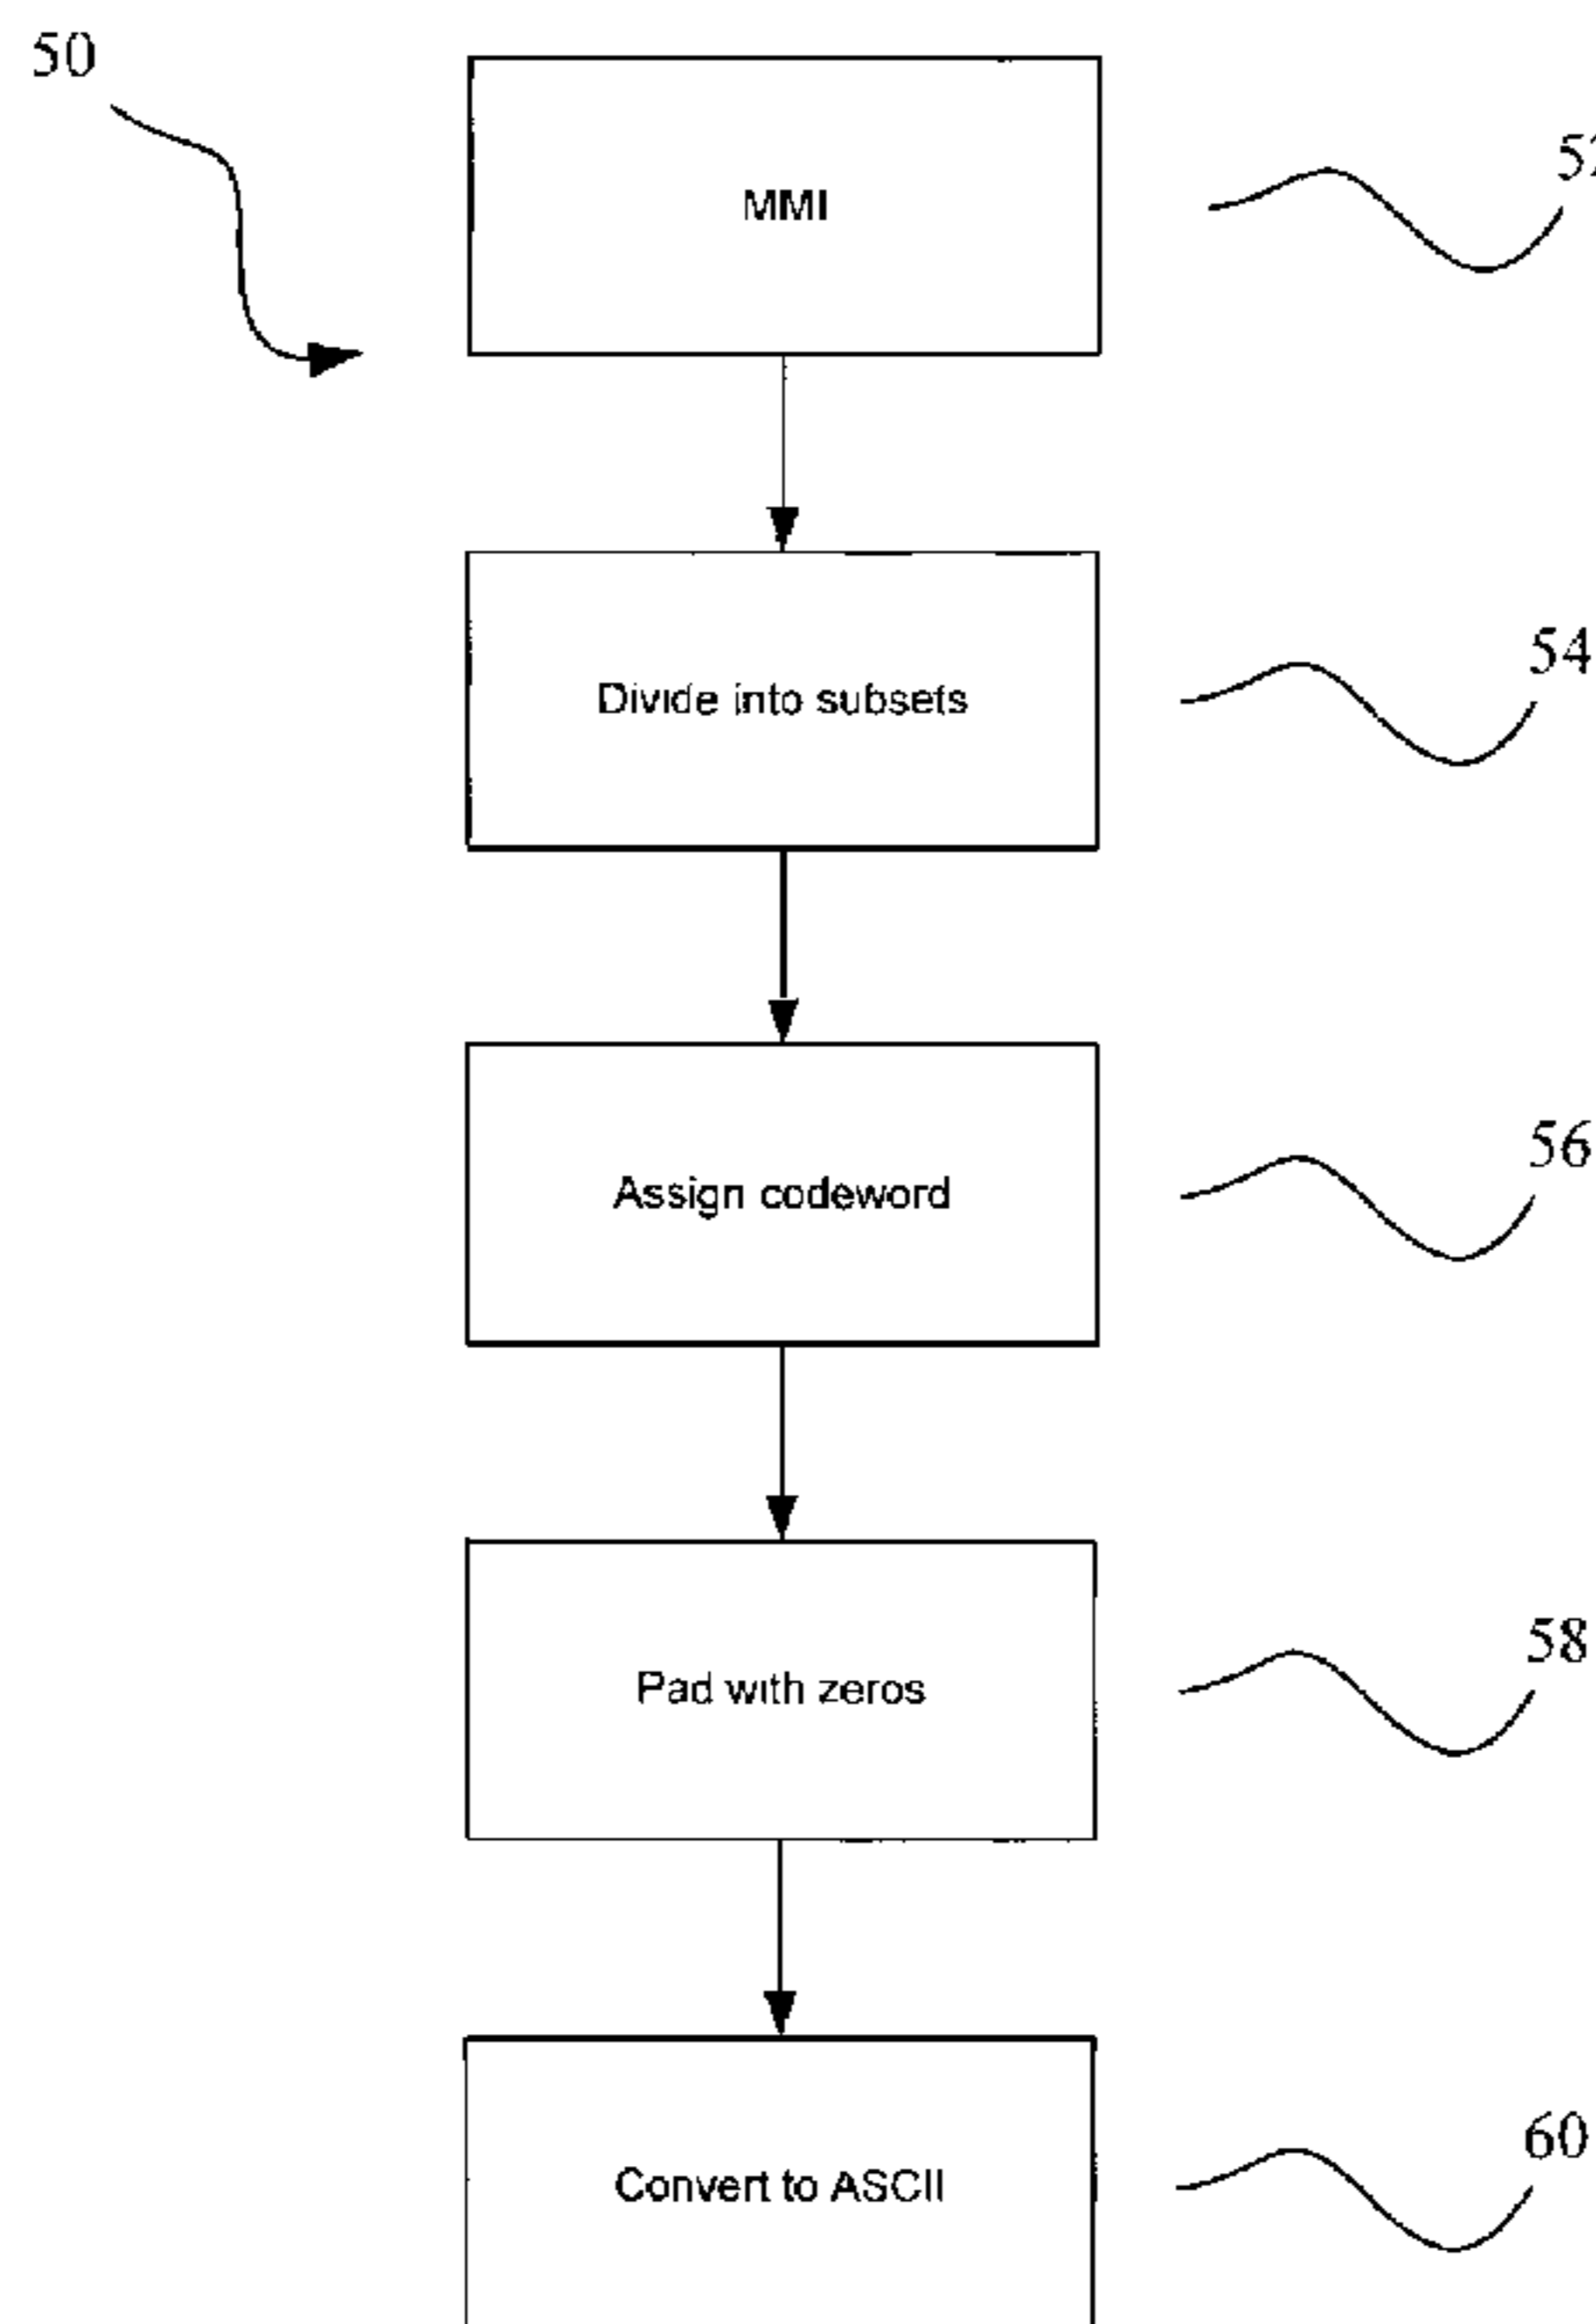 50
MMI
Divide into subsets
54
Assign codeword
56
Pad with zeros
58
Convert to ASCII
60